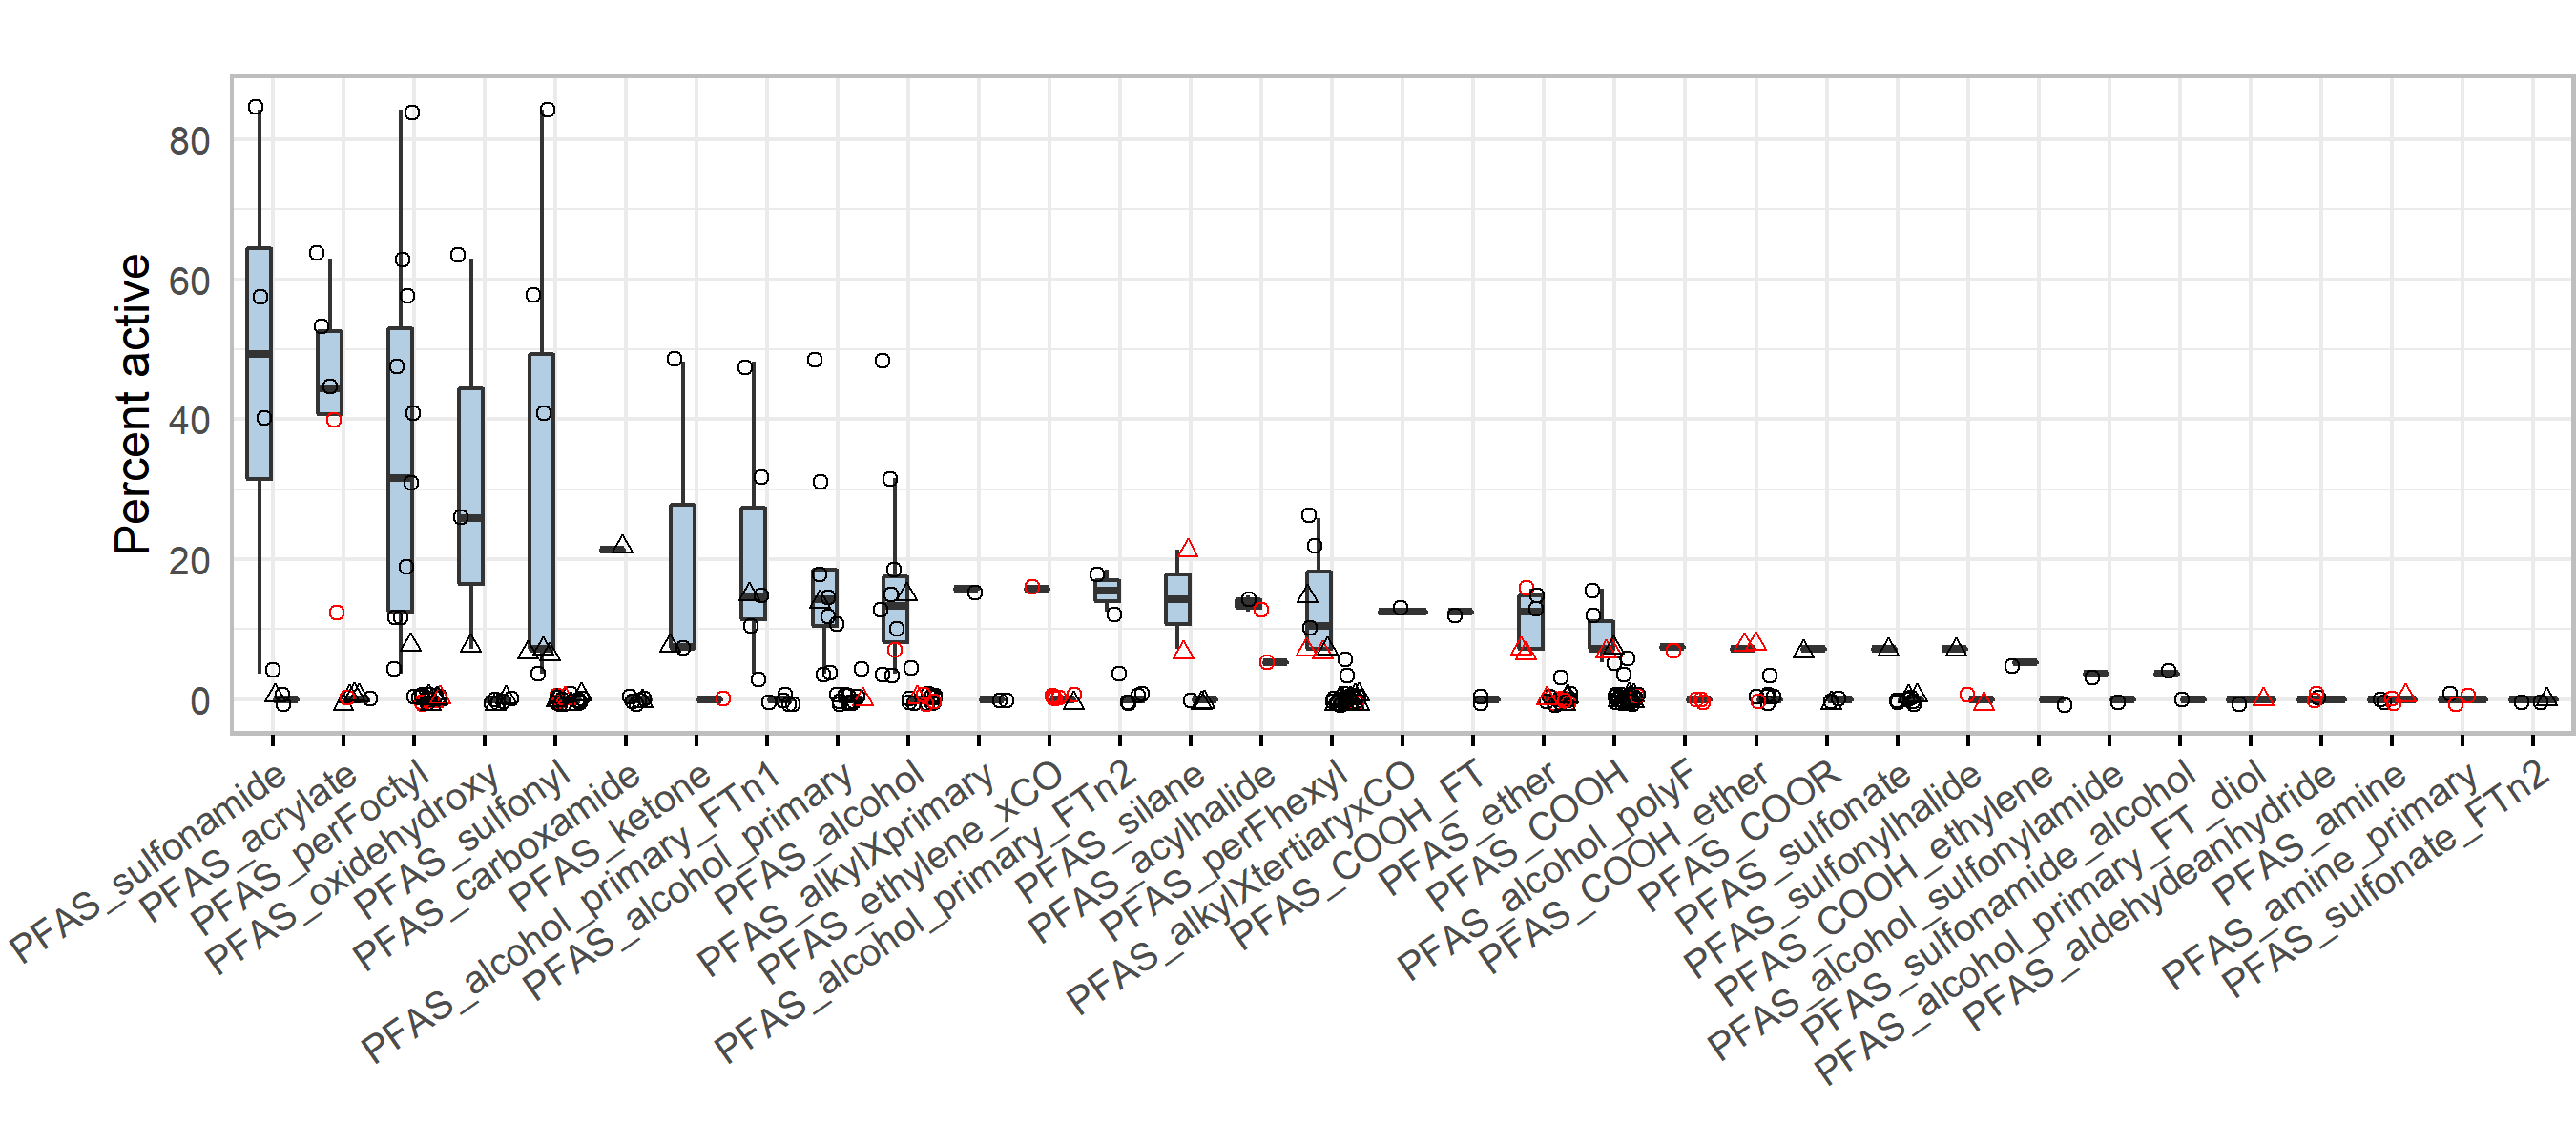 Percent active
80
60
40
20
0
PFAS_sulfonamide
PFAS_acrylate
PFAS_perFoctyl
PFAS_oxidehydroxy
PFAS_sulfonyl
PFAS_carboxamide
PFAS_ketone
PFAS_alcohol_primary_FTn1
PFAS_alcohol_primary
PFAS_alcohol
PFAS_alkylXprimary
PFAS_ethylene_xCO
PFAS_alcohol_primary_FTn2
PFAS_silane
PFAS_acylhalide
PFAS_perFhexyl
PFAS_alkylXtertiaryxCO
PFAS_COOH_FT
PFAS_ether
PFAS_COOH
PFAS_alcohol_polyF
PFAS_COOH_ether
PFAS_COOR
PFAS_sulfonate
PFAS_sulfonylhalide
PFAS_COOH_ethylene
PFAS_alcohol_sulfonylamide
PFAS_sulfonamide_alcohol
PFAS_alcohol_primary_FT_diol
PFAS_aldehydeanhydride
PFAS_amine
PFAS_amine_primary
PFAS_sulfonate_FTn2